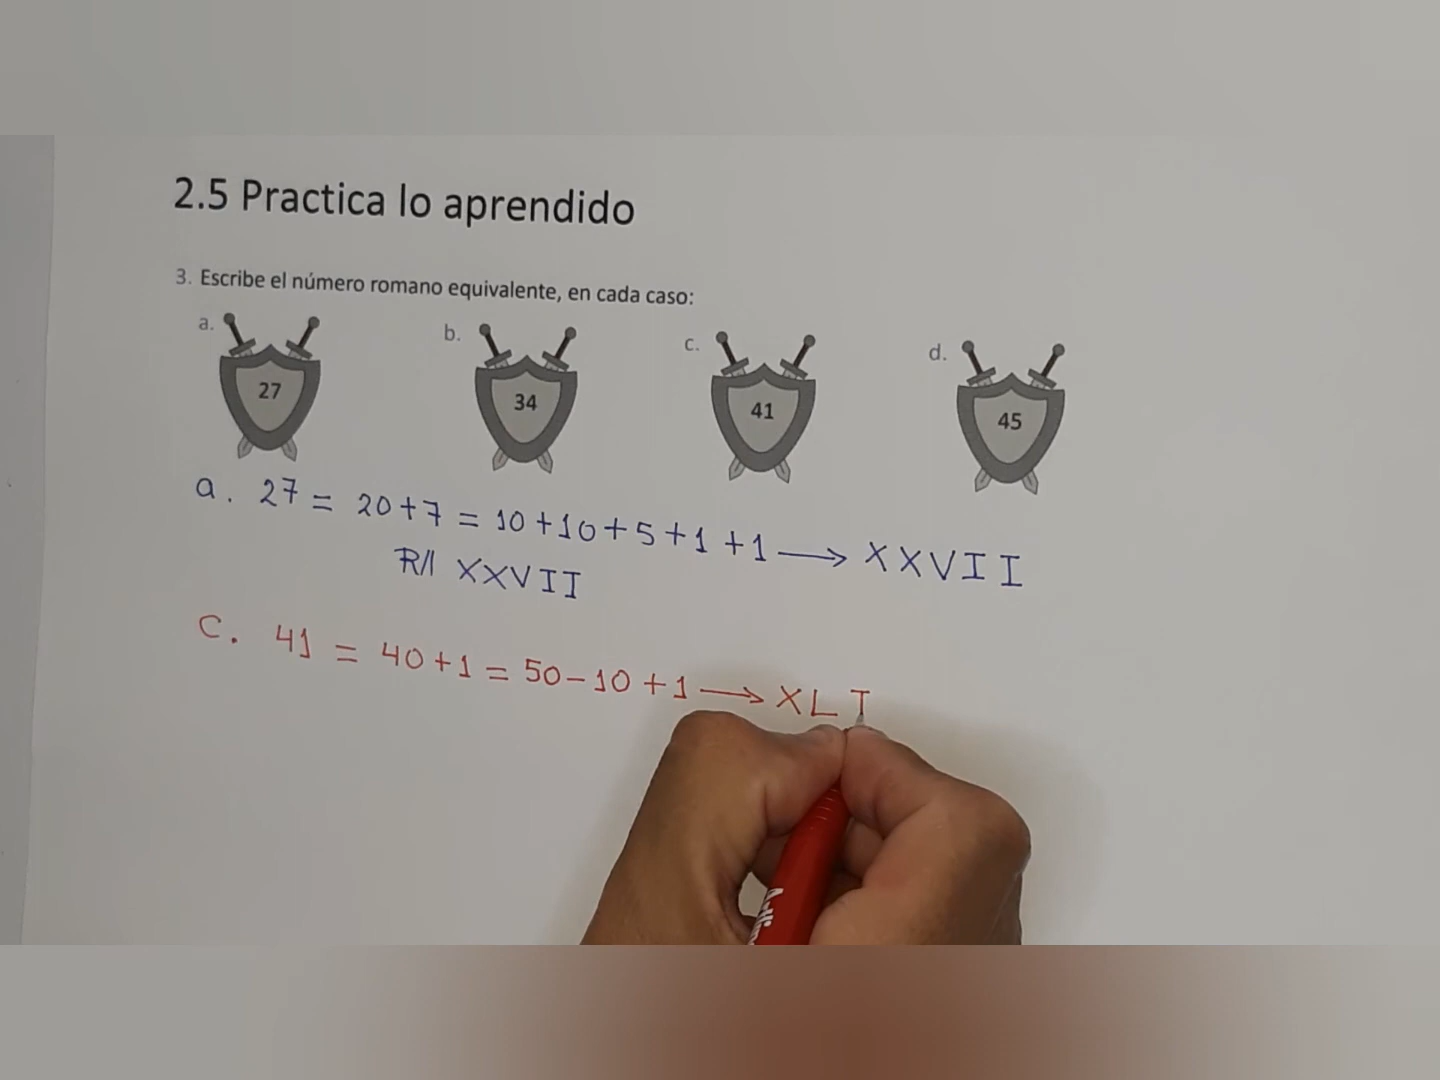 2.5 Practica lo aprendido
3. Escribe el número romano equivalente, en cada caso:
a. b. c. d.
27 34 41 45
a. 27 = 20+7 = 10+10+5+1+1 → XXVII
R// XXVII
C. 41 = 40+1 = 50-10+1 → XLI